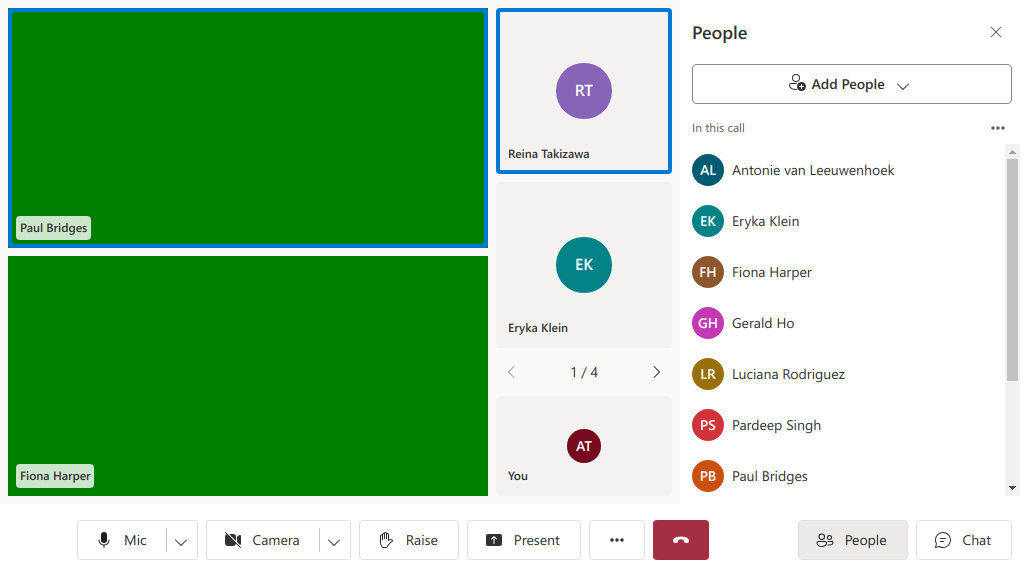 Paul Bridges
Fiona Harper
RT
Reina Takizawa
EK
Eryka Klein
1 / 4
AT
You
People
Add People
In this call
AL Antonie van Leeuwenhoek
EK Eryka Klein
FH Fiona Harper
GH Gerald Ho
LR Luciana Rodriguez
PS Pardeep Singh
PB Paul Bridges
Mic Camera Raise Present People Chat